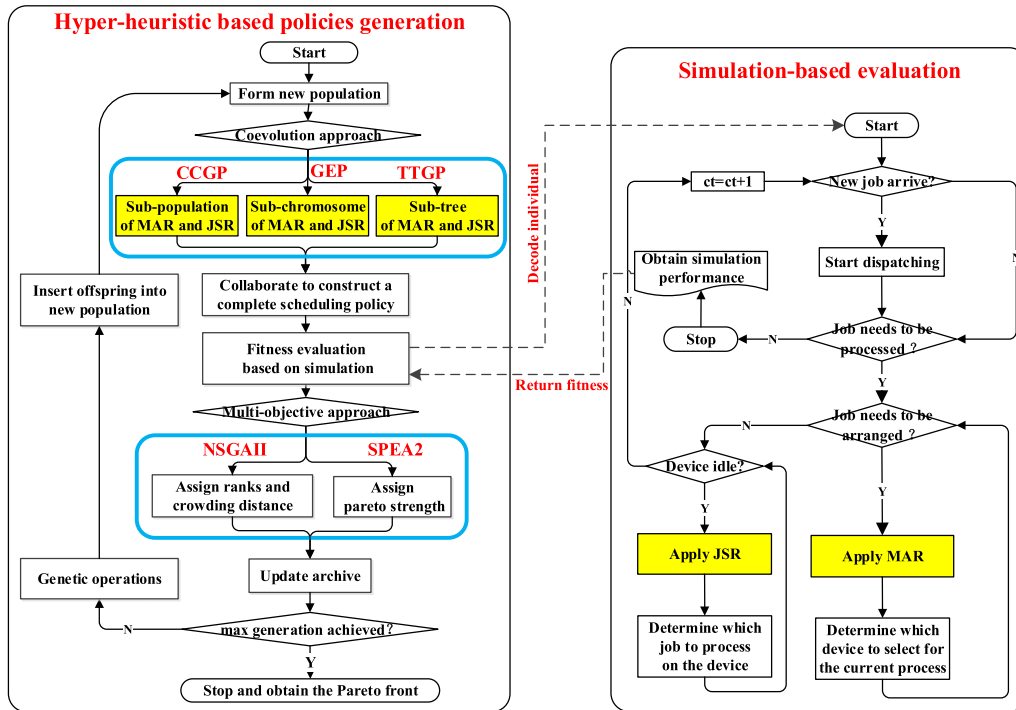 Hyper-heuristic based policies generation
Start
Form new population
Coevolution approach
CCGP
GEP
TTGP
Sub-population
of MAR and JSR
Sub-chromosome
of MAR and JSR
Sub-tree
of MAR and JSR
Insert offspring into
new population
Collaborate to construct a
complete scheduling policy
Fitness evaluation
based on simulation
Multi-objective approach
NSGAII
SPEA2
Assign ranks and
crowding distance
Assign
pareto strength
Genetic operations
Update archive
N
max generation achieved?
Y
Stop and obtain the Pareto front
Decode individual
Return fitness
Simulation-based evaluation
Start
ct=ct+1
New job arrive?
Y
N
Obtain simulation
performance
Start dispatching
N
Stop
N
Job needs to be
processed ?
Y
N
Job needs to be
arranged ?
Device idle?
Y
Y
Apply JSR
Apply MAR
Determine which
job to process
on the device
Determine which
device to select for
the current process